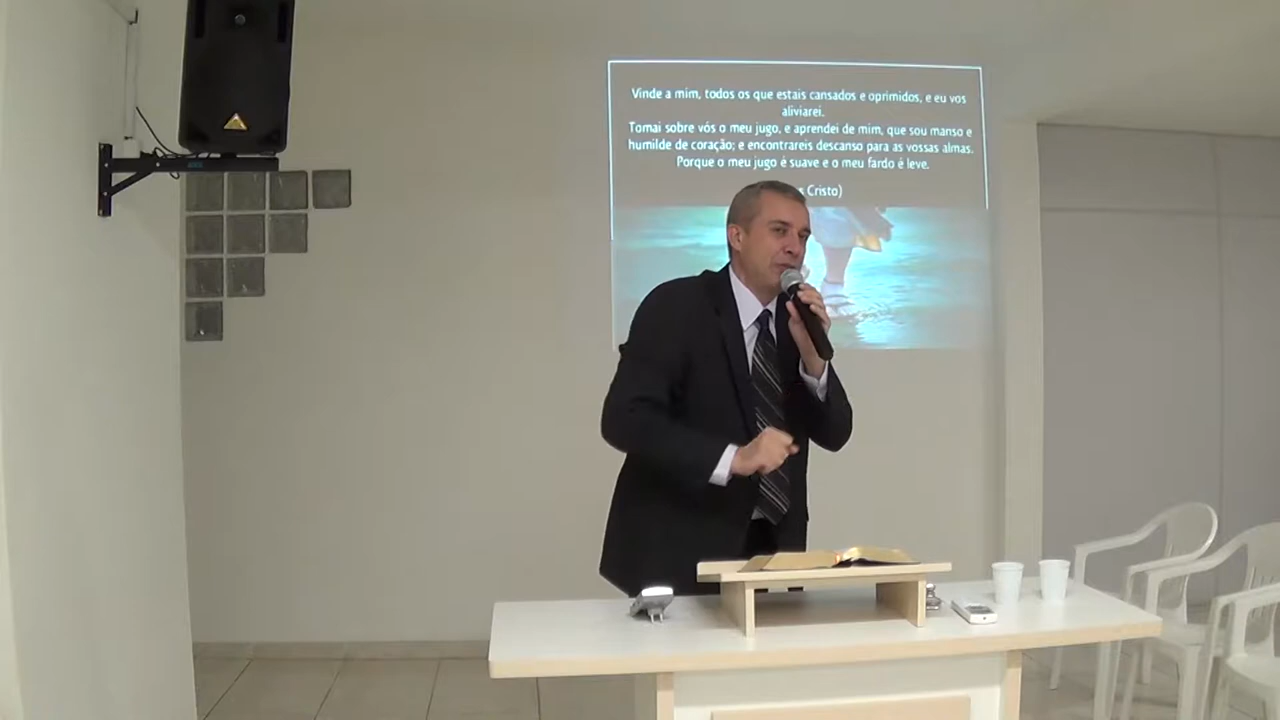 Vinde a mim, todos os que estais cansados e oprimidos, e eu vos
aliviarei.
Tomai sobre vós o meu jugo, e aprendei de mim, que sou manso e
humilde de coração; e encontrareis descanso para as vossas almas.
Porque o meu jugo é suave e o meu fardo é leve.
s Cristo)